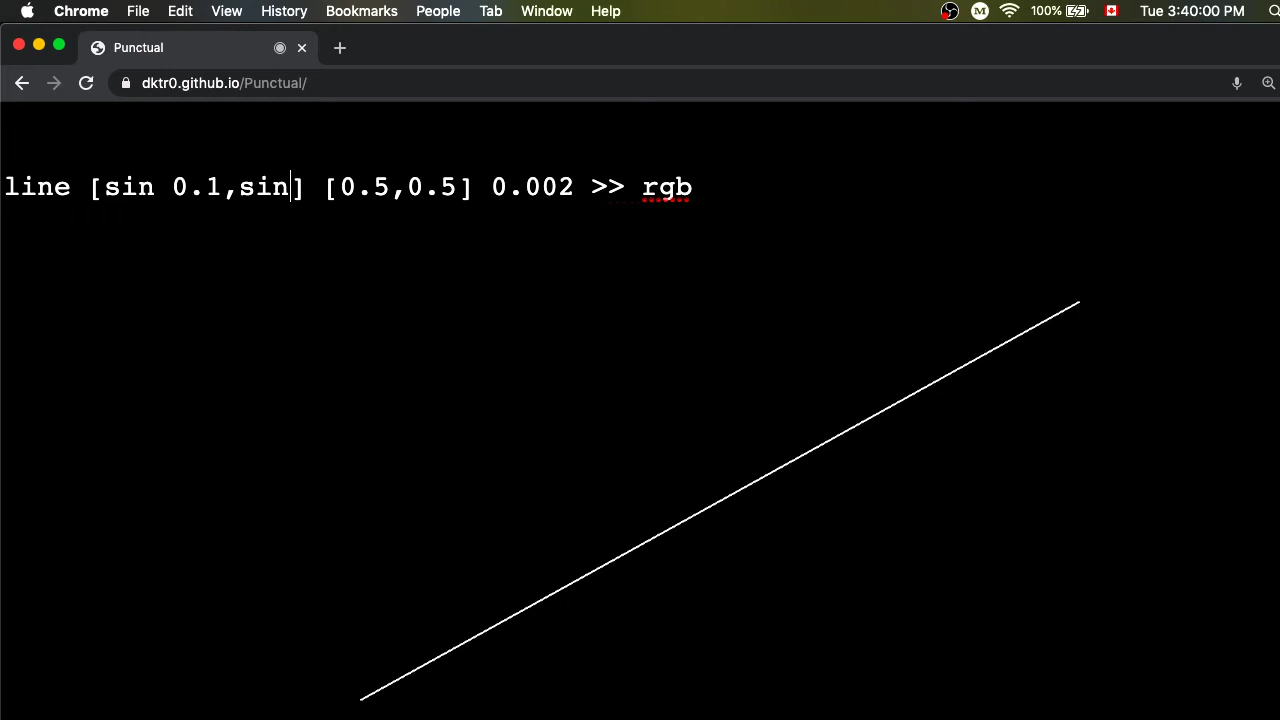 Chrome File Edit View History Bookmarks People Tab Window Help M 100% Tue 3:40:00 PM
Punctual
dktr0.github.io/Punctual/
line [sin 0.1,sin] [0.5,0.5] 0.002 >> rgb